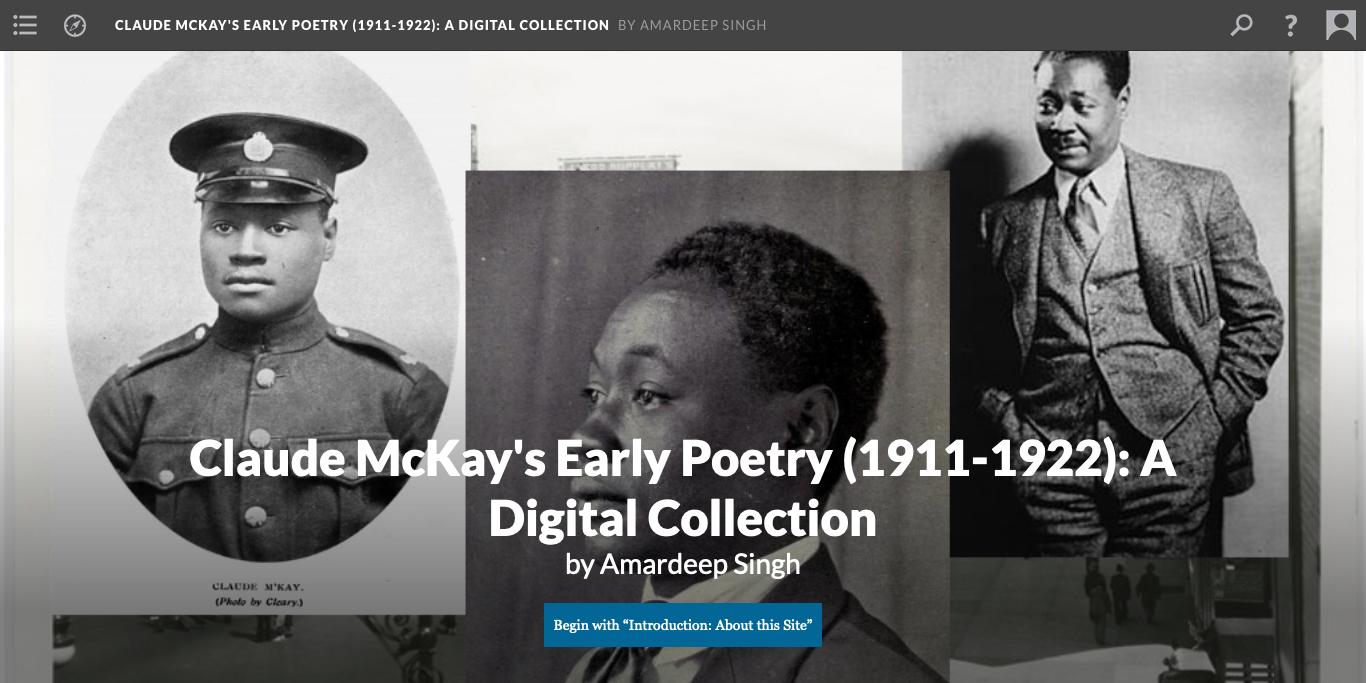 CLAUDE MCKAY'S EARLY POETRY (1911-1922): A DIGITAL COLLECTION BY AMARDEEP SINGH
Claude McKay's Early Poetry (1911-1922): A
Digital Collection
by Amardeep Singh
CLAUDE M'KAY.
(Photo by Cleary.)
Begin with “Introduction: About this Site”